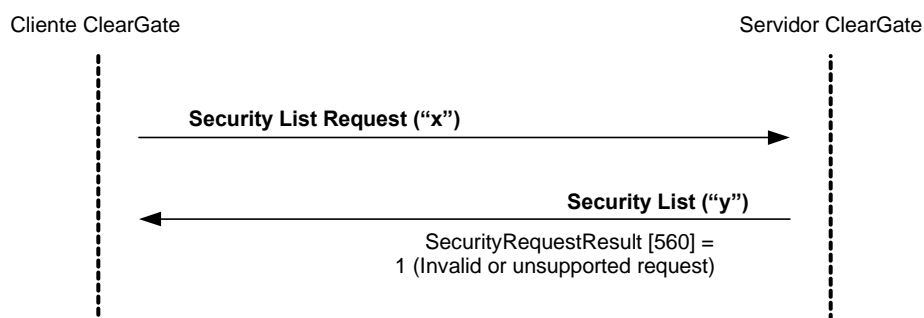 Cliente ClearGate
Servidor ClearGate
Security List Request (“x”)
Security List (“y”)
SecurityRequestResult [560] =
1 (Invalid or unsupported request)